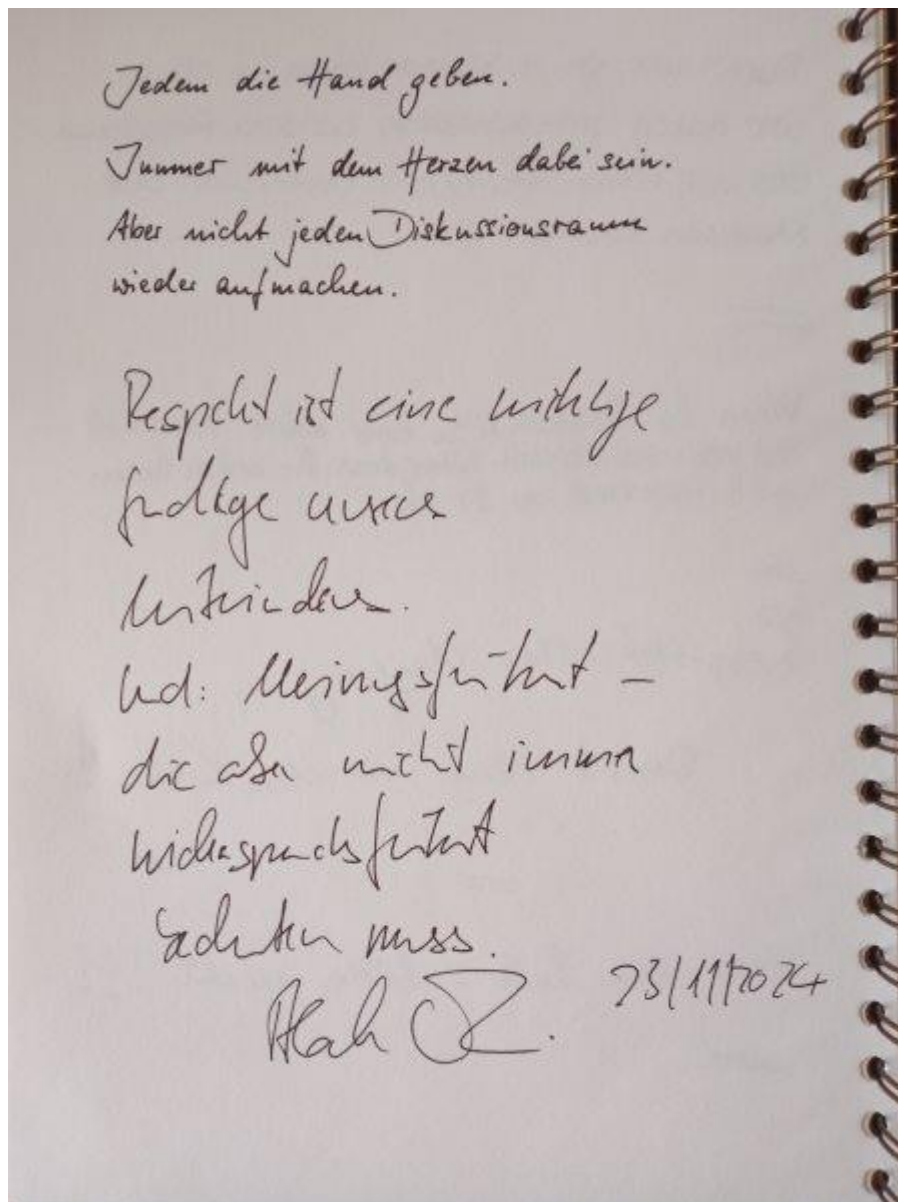 Jedem die Hand geben.
Immer mit dem Herzen dabei sein.
Aber nicht jeden Diskussionsraum
wieder aufmachen.
Respekt ist eine wichtige
Grundlage unseres
Miteinanders.
Und: Meinungsfreiheit –
die aber nicht immer
Widerspruchsfreiheit
bedeuten muss.
23/11/2024